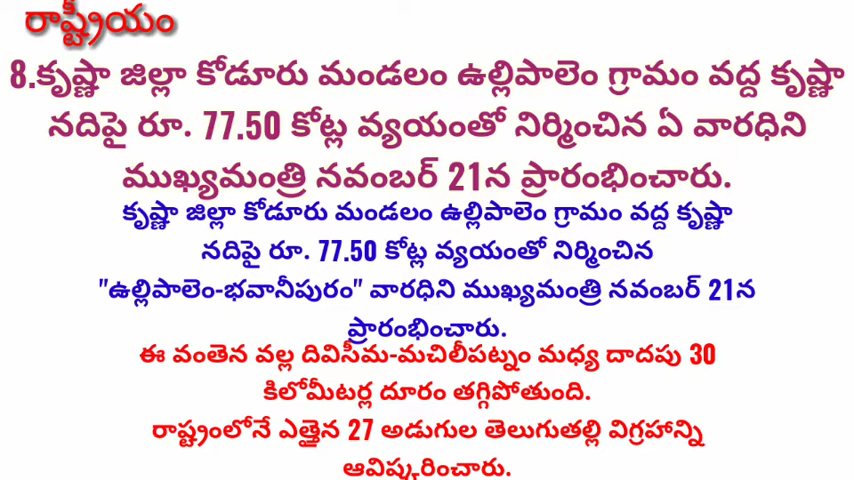 రాష్ట్రీయం
8.కృష్ణా జిల్లా కోడూరు మండలం ఉల్లిపాలెం గ్రామం వద్ద కృష్ణా
నదిపై రూ. 77.50 కోట్ల వ్యయంతో నిర్మించిన ఏ వారధిని
ముఖ్యమంత్రి నవంబర్ 21న ప్రారంభించారు.
కృష్ణా జిల్లా కోడూరు మండలం ఉల్లిపాలెం గ్రామం వద్ద కృష్ణా
నదిపై రూ. 77.50 కోట్ల వ్యయంతో నిర్మించిన
"ఉల్లిపాలెం-భవానీపురం" వారధిని ముఖ్యమంత్రి నవంబర్ 21న
ప్రారంభించారు.
ఈ వంతెన వల్ల దివిసీమ-మచిలీపట్నం మధ్య దాదపు 30
కిలోమీటర్ల దూరం తగ్గిపోతుంది.
రాష్ట్రంలోనే ఎత్తైన 27 అడుగుల తెలుగుతల్లి విగ్రహాన్ని
ఆవిష్కరించారు.